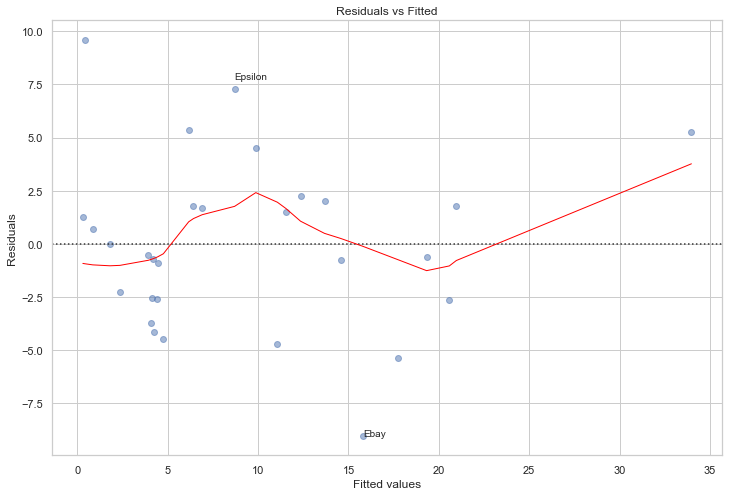 Residuals vs Fitted
10.0
7.5
5.0
2.5
0.0
−2.5
−5.0
−7.5
Residuals
Epsilon
Ebay
0 5 10 15 20 25 30 35
Fitted values